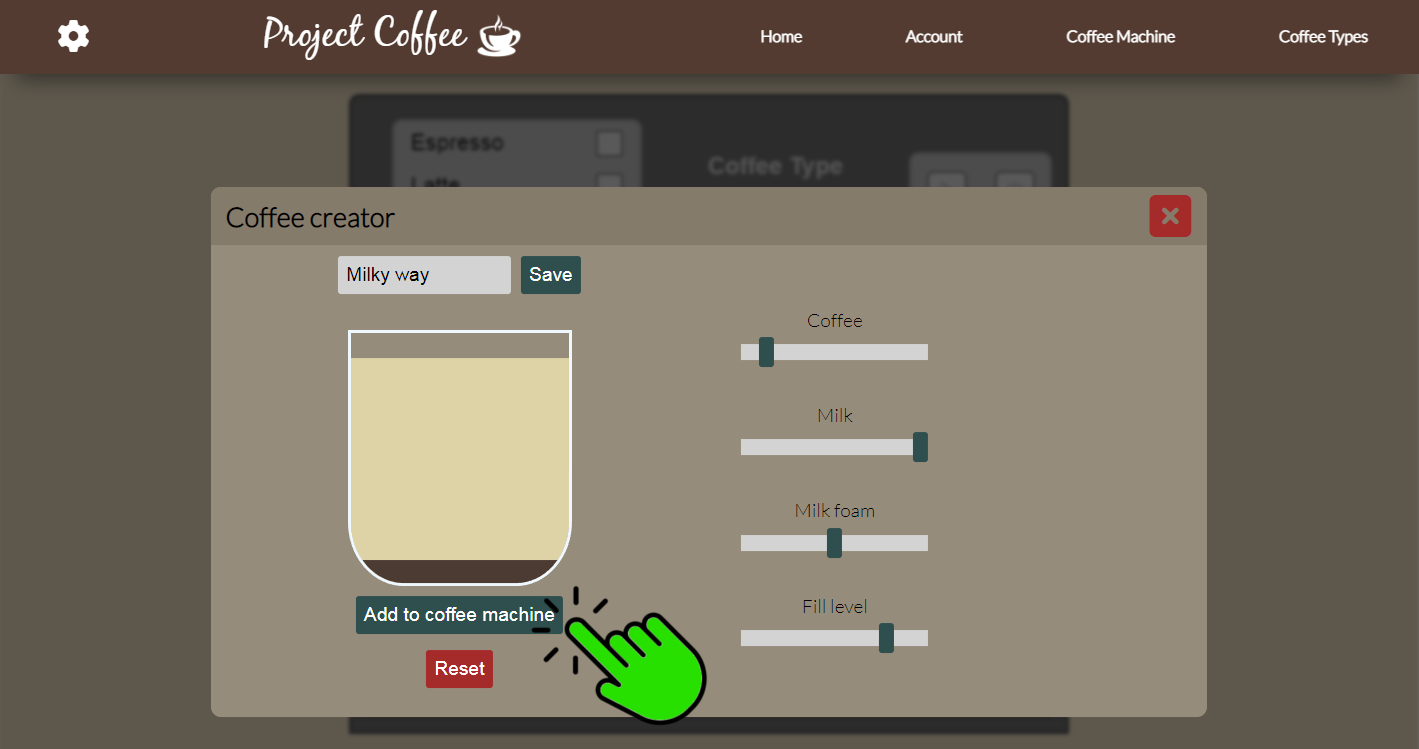 Project Coffee
Home
Account
Coffee Machine
Coffee Types
Espresso
Latte
Coffee Type
Coffee creator
Milky way
Save
Coffee
Milk
Milk foam
Fill level
Add to coffee machine
Reset